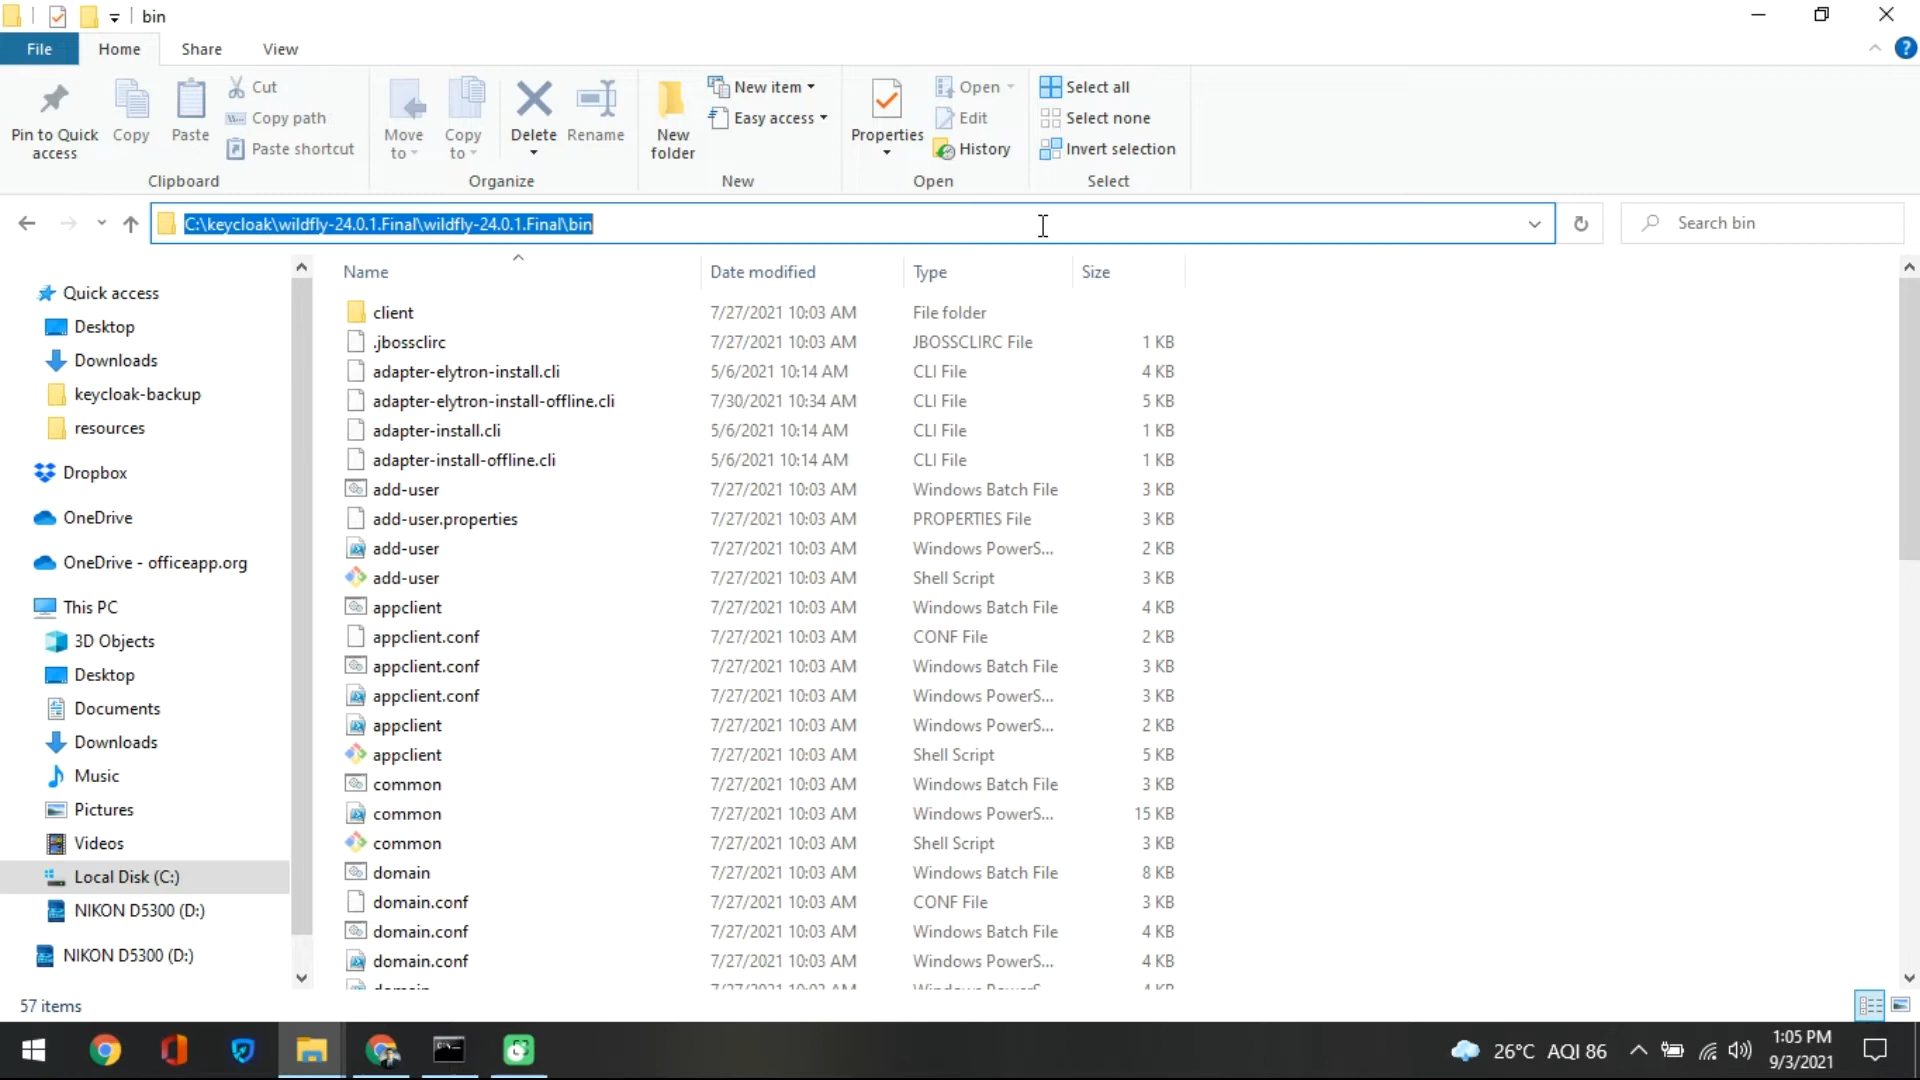 bin
File Home Share View
Pin to Quick access
Copy
Paste
Cut
Copy path
Paste shortcut
Clipboard
Move to
Copy to
Delete
Rename
Organize
New folder
New item
Easy access
New
Properties
Open
Edit
History
Open
Select all
Select none
Invert selection
Select
C:\keycloak\wildfly-24.0.1.Final\wildfly-24.0.1.Final\bin
Search bin
Quick access
Desktop
Downloads
keycloak-backup
resources
Dropbox
OneDrive
OneDrive - officeapp.org
This PC
3D Objects
Desktop
Documents
Downloads
Music
Pictures
Videos
Local Disk (C:)
NIKON D5300 (D:)
NIKON D5300 (D:)
Name Date modified Type Size
client 7/27/2021 10:03 AM File folder
.jbossclirc 7/27/2021 10:03 AM JBOSSCLIRC File 1 KB
adapter-elytron-install.cli 5/6/2021 10:14 AM CLI File 4 KB
adapter-elytron-install-offline.cli 7/30/2021 10:34 AM CLI File 5 KB
adapter-install.cli 5/6/2021 10:14 AM CLI File 1 KB
adapter-install-offline.cli 5/6/2021 10:14 AM CLI File 1 KB
add-user 7/27/2021 10:03 AM Windows Batch File 3 KB
add-user.properties 7/27/2021 10:03 AM PROPERTIES File 3 KB
add-user 7/27/2021 10:03 AM Windows PowerS... 2 KB
add-user 7/27/2021 10:03 AM Shell Script 3 KB
appclient 7/27/2021 10:03 AM Windows Batch File 4 KB
appclient.conf 7/27/2021 10:03 AM CONF File 2 KB
appclient.conf 7/27/2021 10:03 AM Windows Batch File 3 KB
appclient.conf 7/27/2021 10:03 AM Windows PowerS... 3 KB
appclient 7/27/2021 10:03 AM Windows PowerS... 2 KB
appclient 7/27/2021 10:03 AM Shell Script 5 KB
common 7/27/2021 10:03 AM Windows Batch File 3 KB
common 7/27/2021 10:03 AM Windows PowerS... 15 KB
common 7/27/2021 10:03 AM Shell Script 3 KB
domain 7/27/2021 10:03 AM Windows Batch File 8 KB
domain.conf 7/27/2021 10:03 AM CONF File 3 KB
domain.conf 7/27/2021 10:03 AM Windows Batch File 4 KB
domain.conf 7/27/2021 10:03 AM Windows PowerS... 4 KB
57 items
26°C AQI 86
1:05 PM
9/3/2021